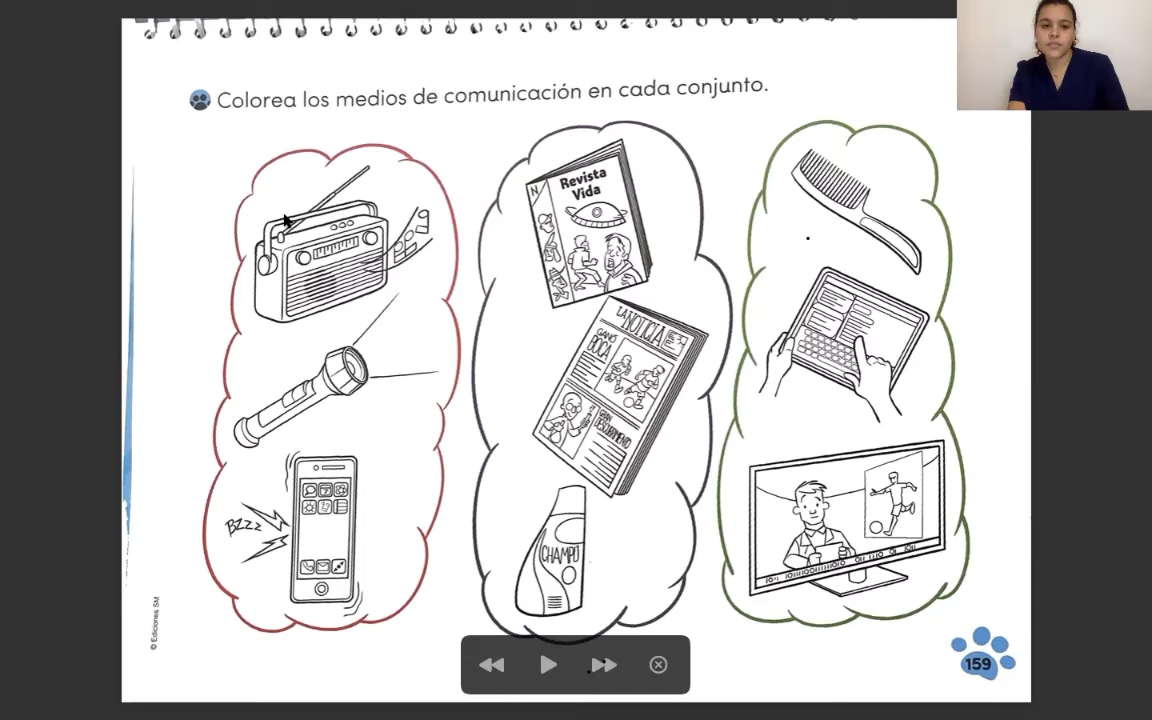 Colorea los medios de comunicación en cada conjunto.
Revista
Vida
N
LA NOTICIA
GANÓ
BOCA
GRAN
DESCUBRIMIENTO
BZzz
CHAMPÚ
© Ediciones SM
159